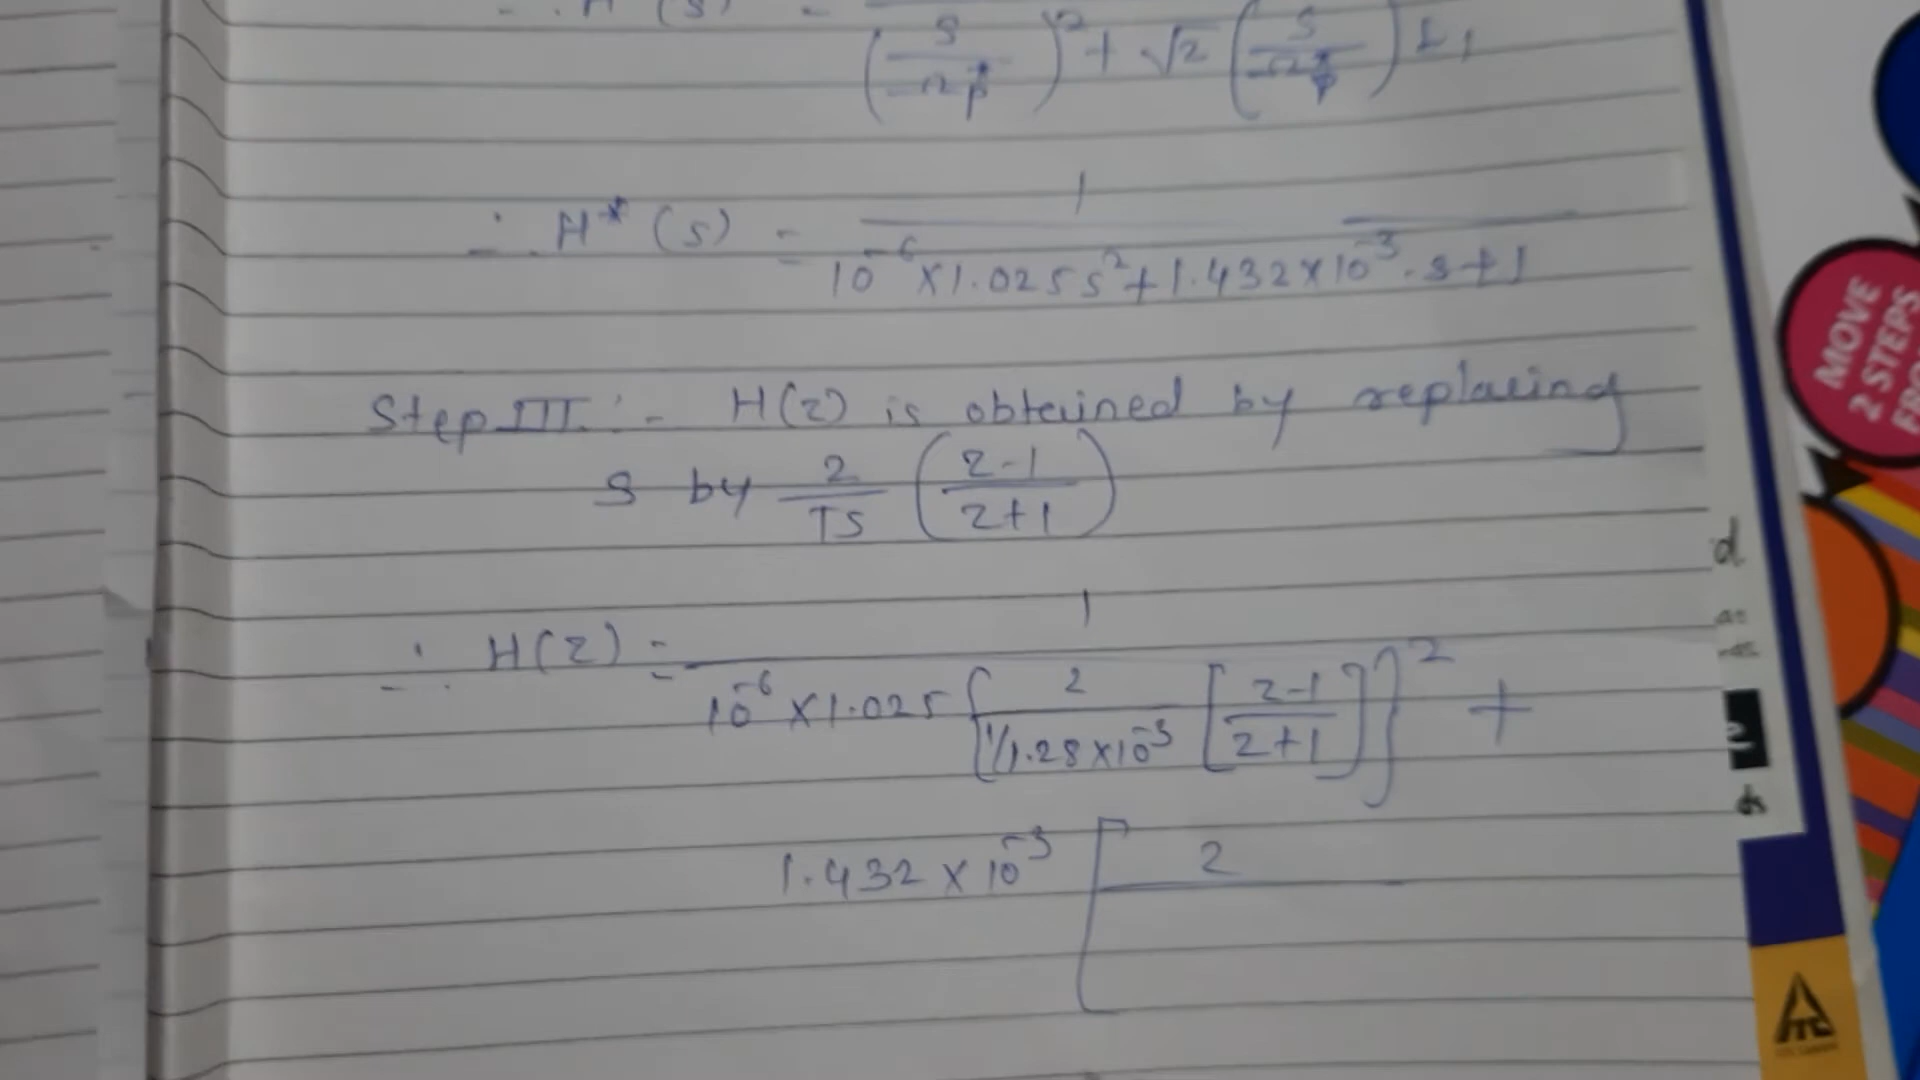 ∴ H*(s) = 1 / (10^-6 × 1.025 s^2 + 1.432 × 10^-3 . s + 1)
Step III :- H(z) is obtained by replacing
s by 2/TS ( z-1 / z+1 )
∴ H(z) = 1 /
10^-6 × 1.025 { 2 / 1/1.28×10^-3 [ z-1 / z+1 ] }^2 +
1.432 × 10^-3 [ 2
MOVE
2 STEPS
d
ITC